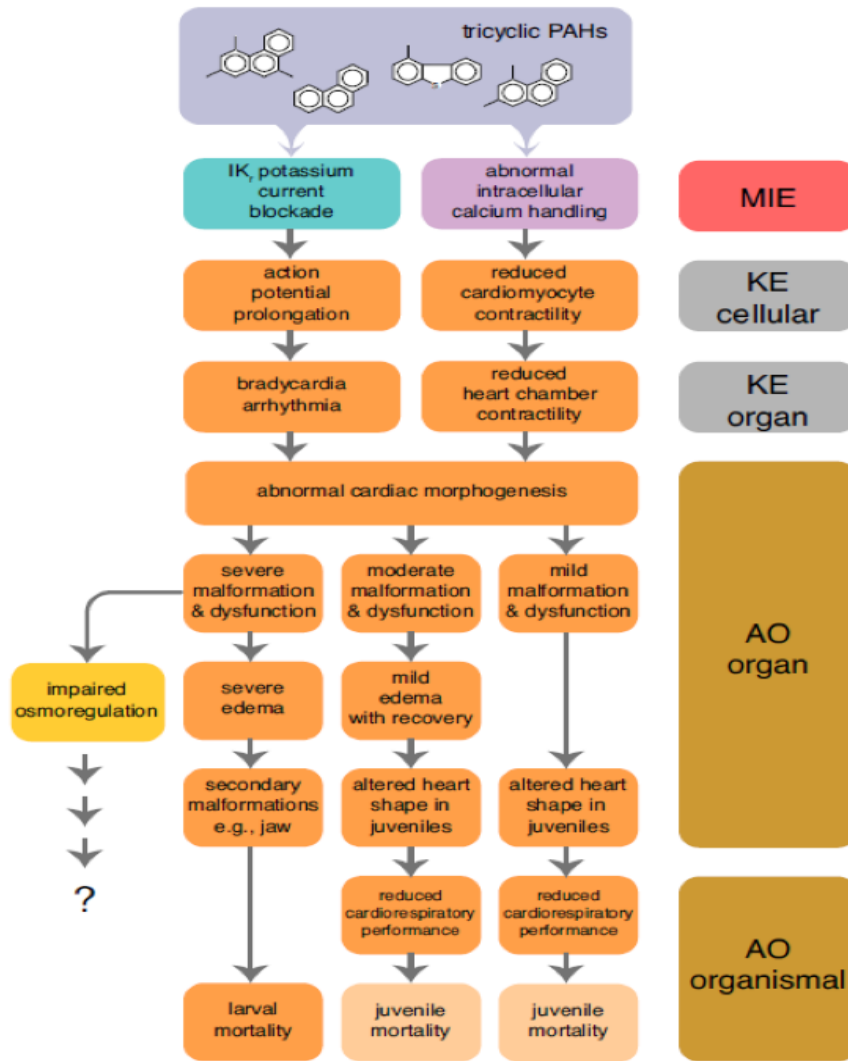 tricyclic PAHs
IKr potassium
current
blockade
abnormal
intracellular
calcium handling
MIE
action
potential
prolongation
reduced
cardiomyocyte
contractility
KE
cellular
bradycardia
arrhythmia
reduced
heart chamber
contractility
KE
organ
abnormal cardiac morphogenesis
severe
malformation
& dysfunction
moderate
malformation
& dysfunction
mild
malformation
& dysfunction
AO
organ
impaired
osmoregulation
severe
edema
mild
edema
with recovery
secondary
malformations
e.g., jaw
altered heart
shape in
juveniles
altered heart
shape in
juveniles
?
reduced
cardiorespiratory
performance
reduced
cardiorespiratory
performance
AO
organismal
larval
mortality
juvenile
mortality
juvenile
mortality